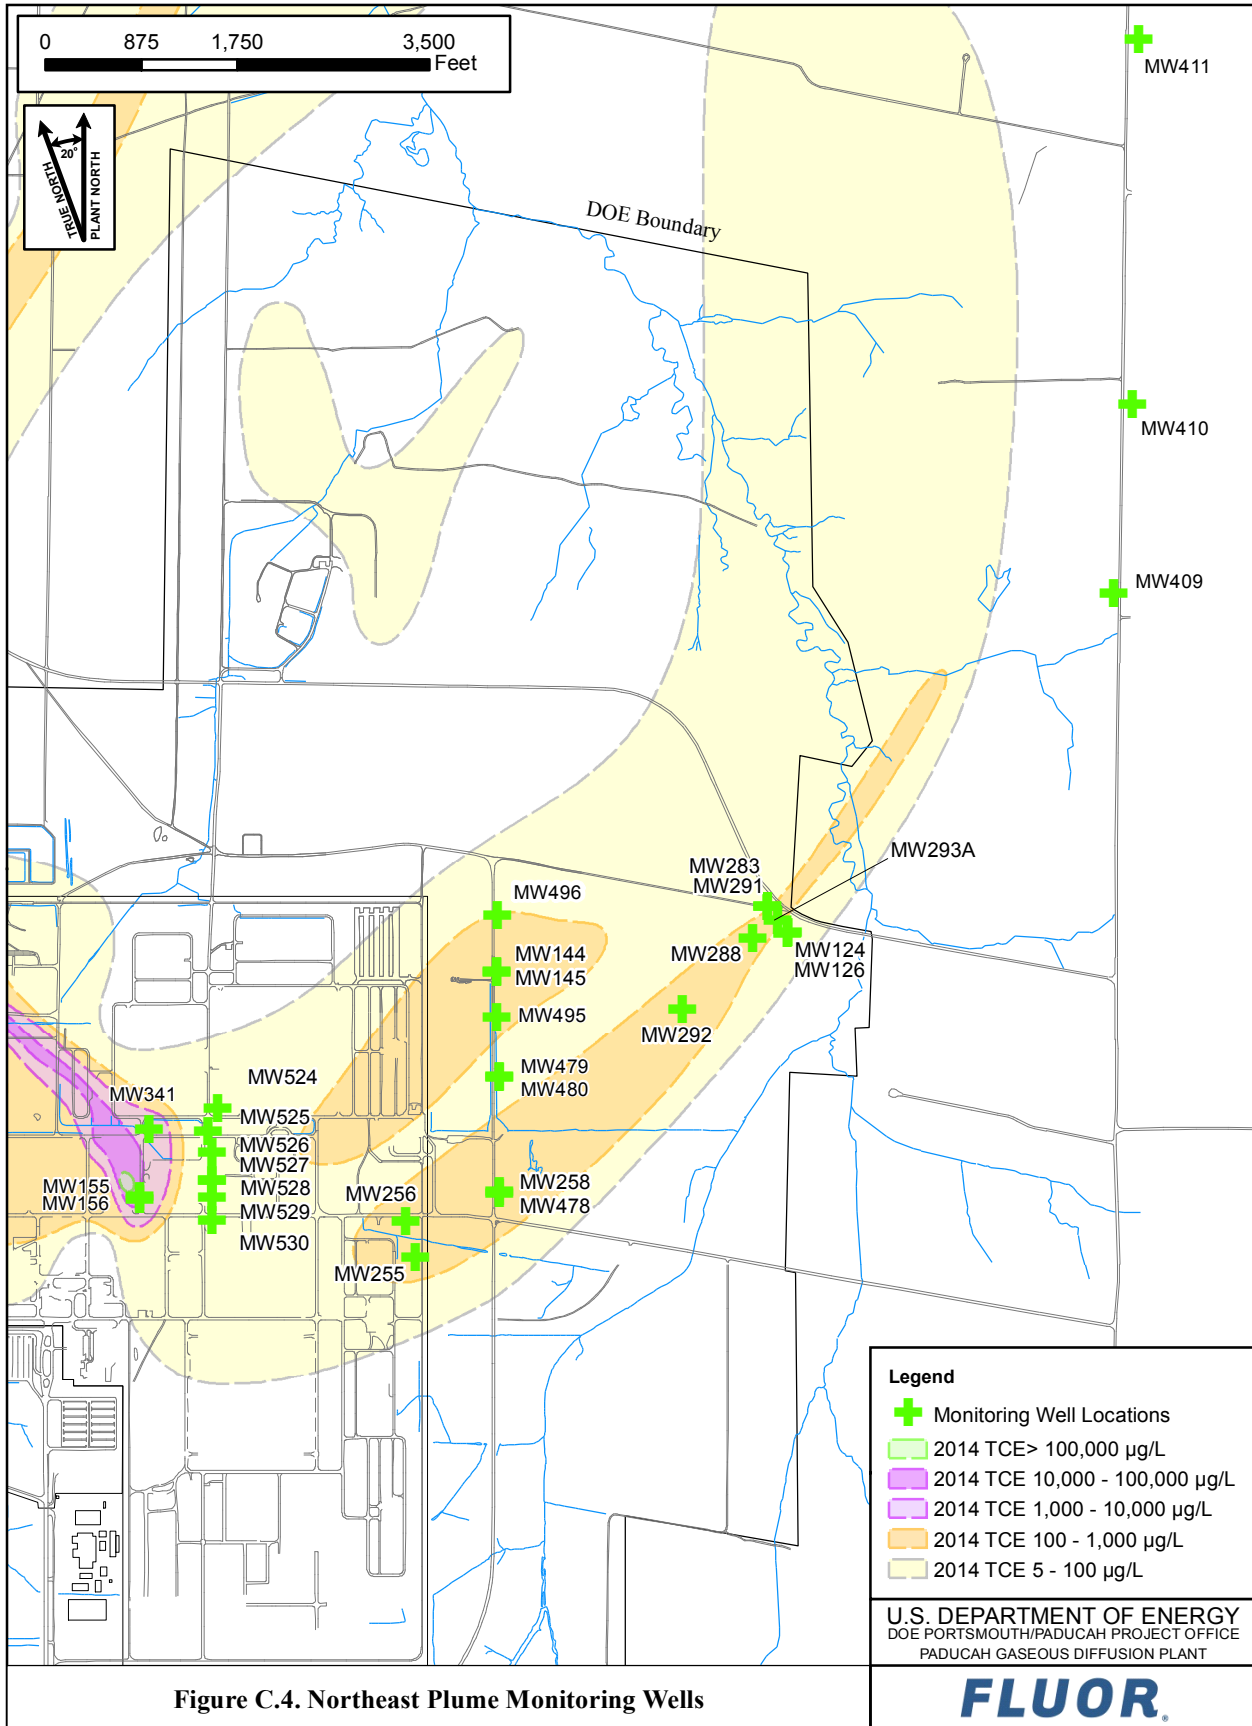 0 875 1,750 3,500
Feet
20°
TRUE NORTH
PLANT NORTH
DOE Boundary
MW411
MW410
MW409
MW293A
MW283
MW291
MW496
MW144
MW145
MW288
MW124
MW126
MW495
MW292
MW479
MW480
MW524
MW341
MW525
MW526
MW527
MW155
MW156
MW528
MW256
MW258
MW478
MW529
MW530
MW255
Legend
Monitoring Well Locations
2014 TCE> 100,000 µg/L
2014 TCE 10,000 - 100,000 µg/L
2014 TCE 1,000 - 10,000 µg/L
2014 TCE 100 - 1,000 µg/L
2014 TCE 5 - 100 µg/L
U.S. DEPARTMENT OF ENERGY
DOE PORTSMOUTH/PADUCAH PROJECT OFFICE
PADUCAH GASEOUS DIFFUSION PLANT
Figure C.4. Northeast Plume Monitoring Wells
FLUOR®